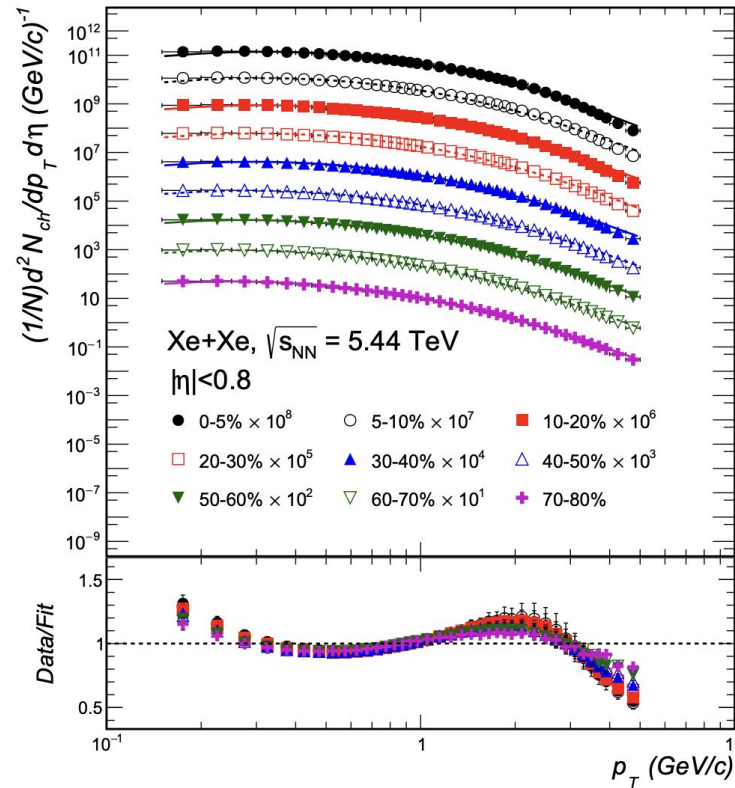 (1/N)d² N_ch/dp_T dη (GeV/c)⁻¹
10¹²
10¹¹
10⁹
10⁷
10⁵
10³
10
10⁻¹
10⁻³
10⁻⁵
10⁻⁷
10⁻⁹
Xe+Xe, √s_NN = 5.44 TeV
|η|<0.8
0-5% × 10⁸ 5-10% × 10⁷ 10-20% × 10⁶
20-30% × 10⁵ 30-40% × 10⁴ 40-50% × 10³
50-60% × 10² 60-70% × 10¹ 70-80%
Data/Fit
1.5
1
0.5
10⁻¹ 1 1
p_T (GeV/c)